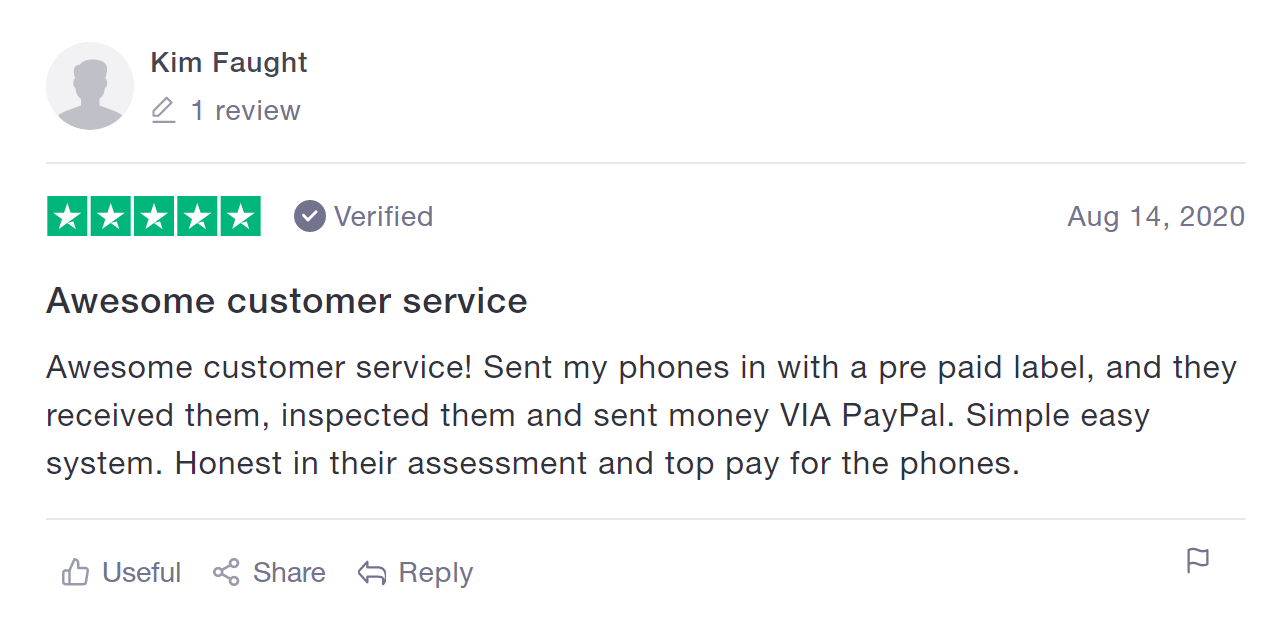 Kim Faught
1 review
Verified
Aug 14, 2020
Awesome customer service
Awesome customer service! Sent my phones in with a pre paid label, and they
received them, inspected them and sent money VIA PayPal. Simple easy
system. Honest in their assessment and top pay for the phones.
Useful
Share
Reply